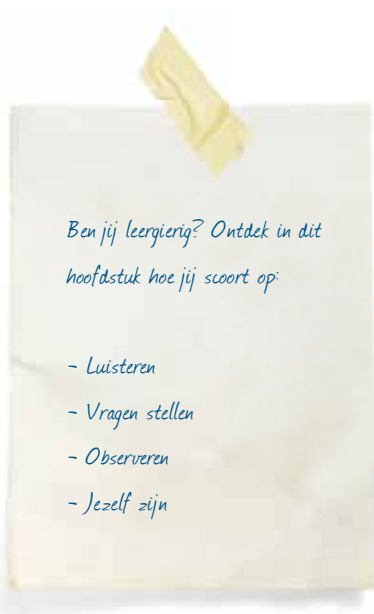 Ben jij leergierig? Ontdek in dit
hoofdstuk hoe jij scoort op:
- Luisteren
- Vragen stellen
- Observeren
- Jezelf zijn